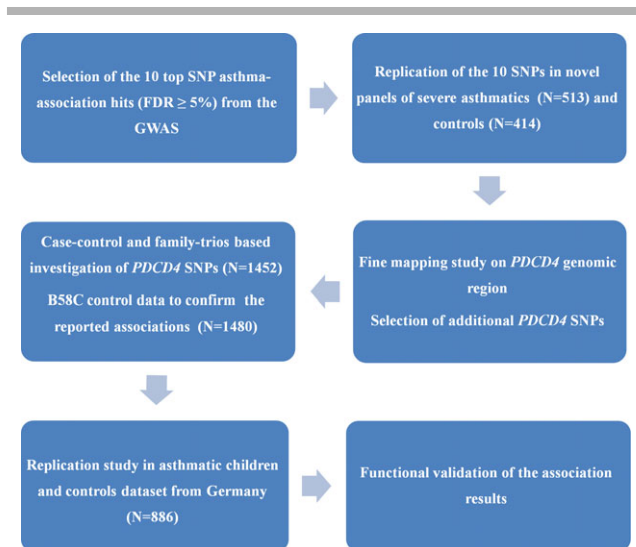 Selection of the 10 top SNP asthma-
association hits (FDR ≥ 5%) from the
GWAS
Replication of the 10 SNPs in novel
panels of severe asthmatics (N=513) and
controls (N=414)
Fine mapping study on PDCD4 genomic
region
Selection of additional PDCD4 SNPs
Case-control and family-trios based
investigation of PDCD4 SNPs (N=1452)
B58C control data to confirm the
reported associations (N=1480)
Replication study in asthmatic children
and controls dataset from Germany
(N=886)
Functional validation of the association
results